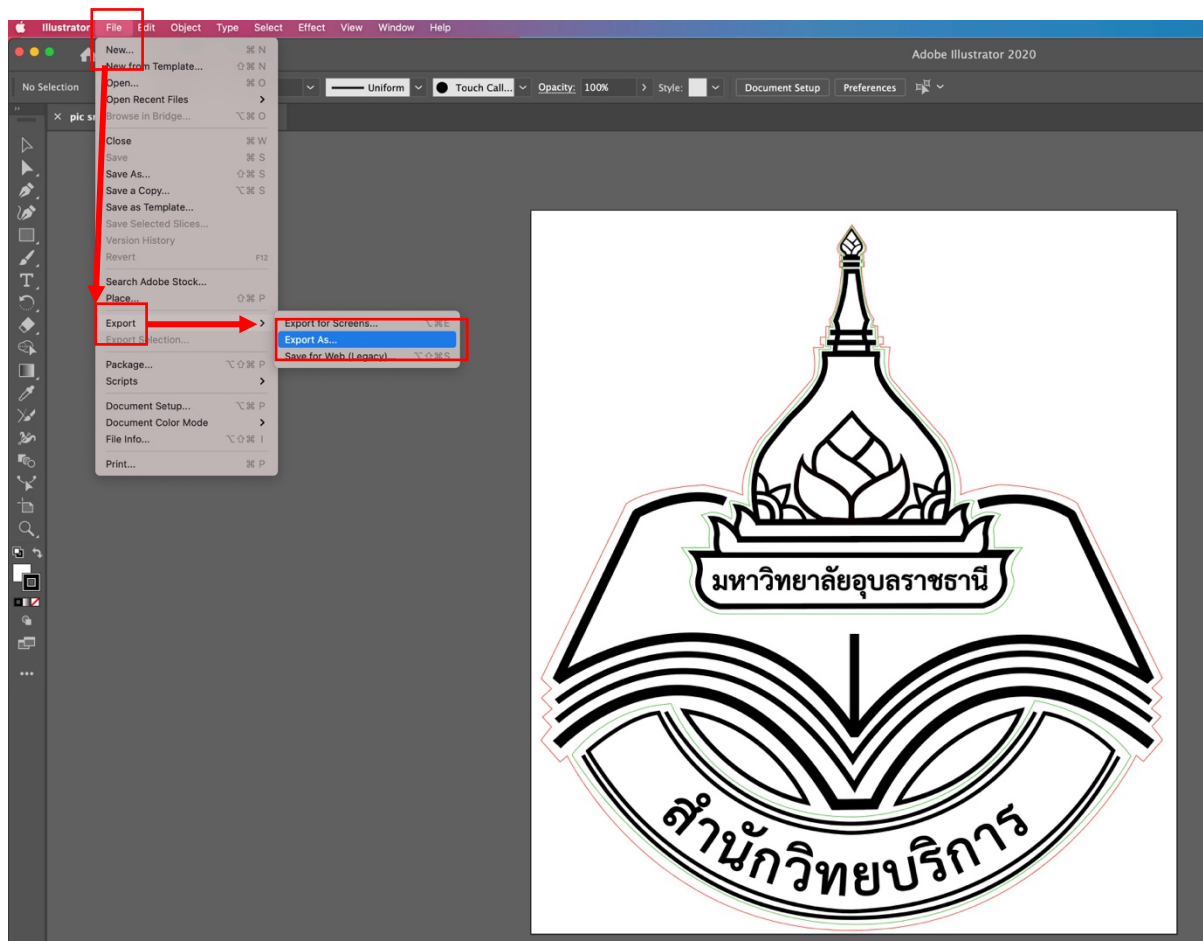 Illustrator File Edit Object Type Select Effect View Window Help
Adobe Illustrator 2020
No Selection Uniform Touch Call... Opacity: 100% Style: Document Setup Preferences
× pic
New... ⌘ N
New from Template... ⇧⌘ N
Open... ⌘ O
Open Recent Files >
Browse in Bridge... ⌥⌘ O
Close ⌘ W
Save ⌘ S
Save As... ⇧⌘ S
Save a Copy... ⌥⌘ S
Save as Template...
Save Selected Slices...
Version History
Revert F12
Search Adobe Stock...
Place... ⇧⌘ P
Export >
Export Selection...
Package... ⌥⇧⌘ P
Scripts >
Document Setup... ⌥⌘ P
Document Color Mode >
File Info... ⌥⇧⌘ I
Print... ⌘ P
Export for Screens... ⌥⌘E
Export As...
Save for Web (Legacy)... ⌥⇧⌘S
มหาวิทยาลัยอุบลราชธานี
สำนักวิทยบริการ